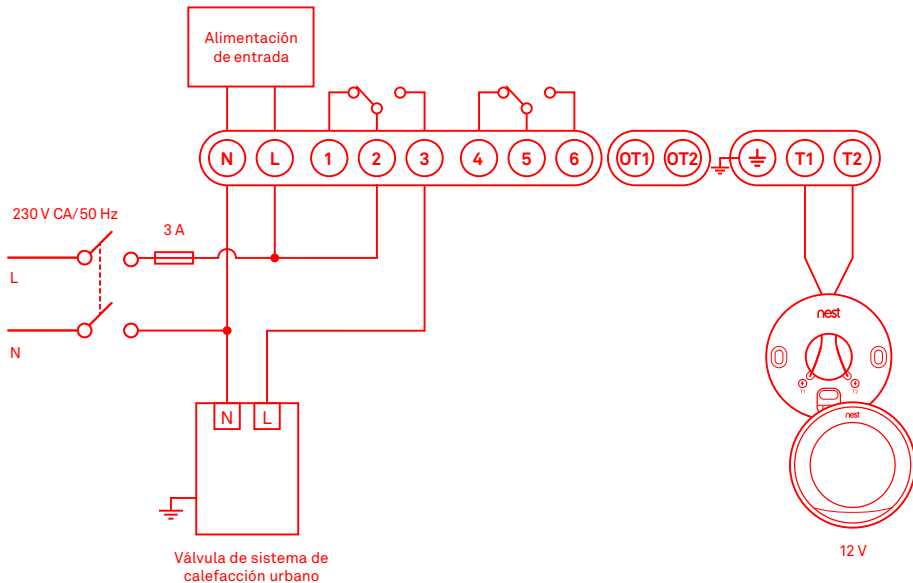 Alimentación
de entrada
N
L
1
2
3
4
5
6
OT1
OT2
T1
T2
230 V CA/50 Hz
3 A
L
N
nest
T1
T2
nest
N
L
12 V
Válvula de sistema de
calefacción urbano